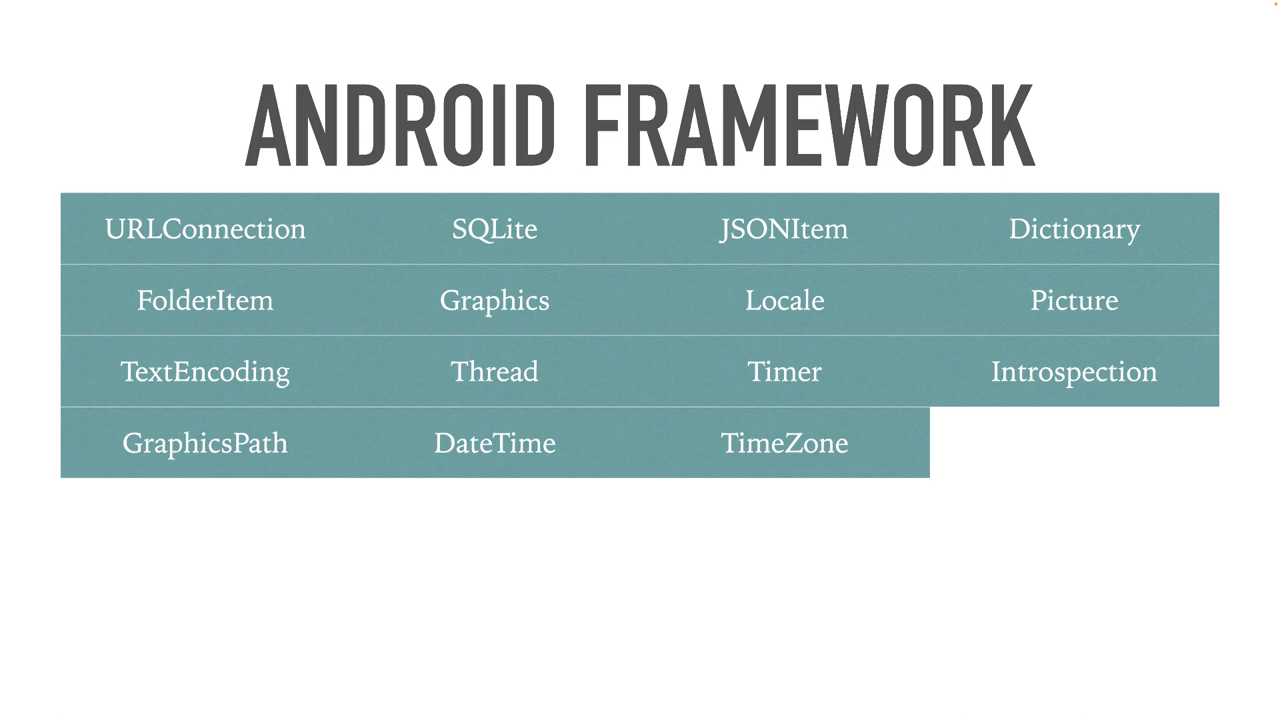 ANDROID FRAMEWORK
URLConnection SQLite JSONItem Dictionary
FolderItem Graphics Locale Picture
TextEncoding Thread Timer Introspection
GraphicsPath DateTime TimeZone